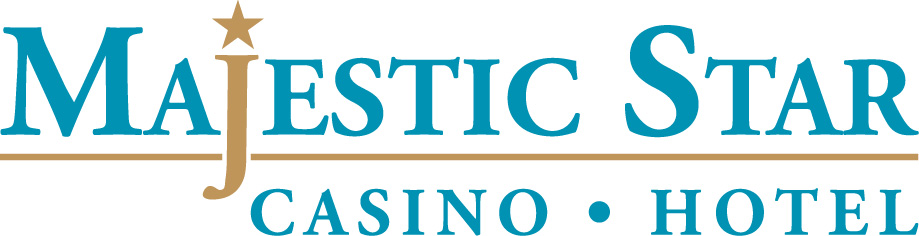 MAjESTIC STAR
CASINO • HOTEL